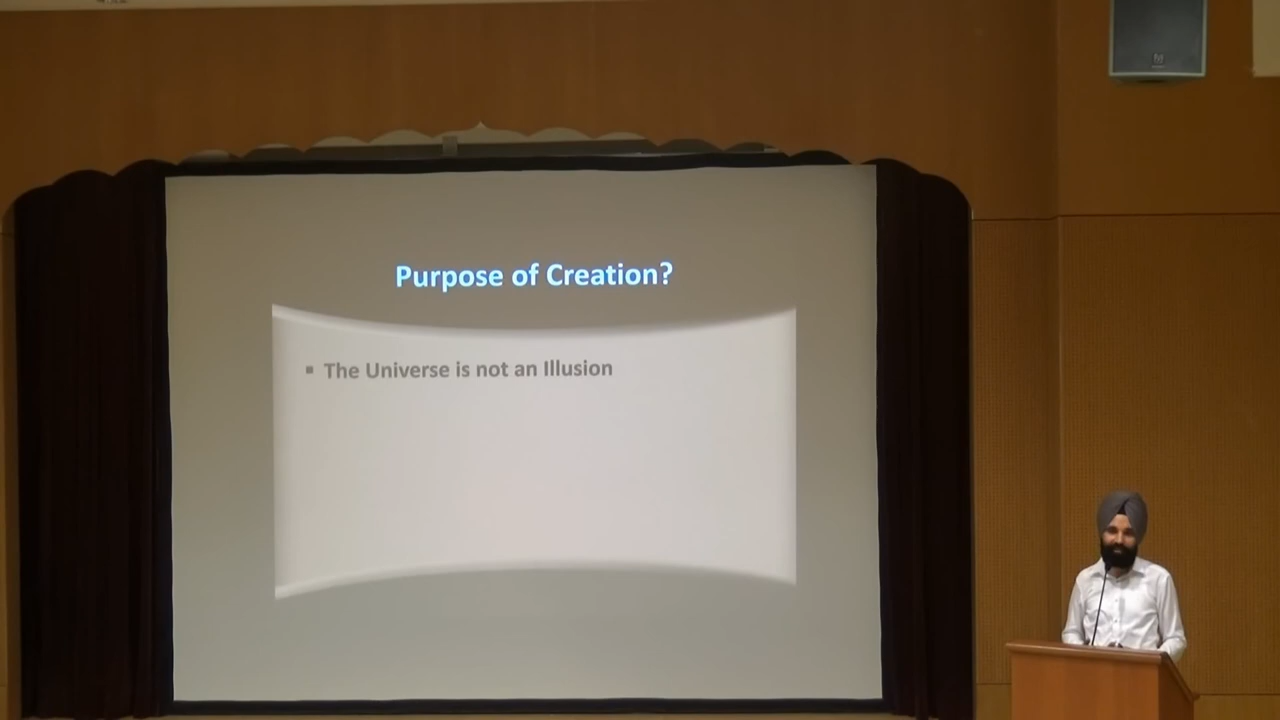 Purpose of Creation?
▪ The Universe is not an Illusion